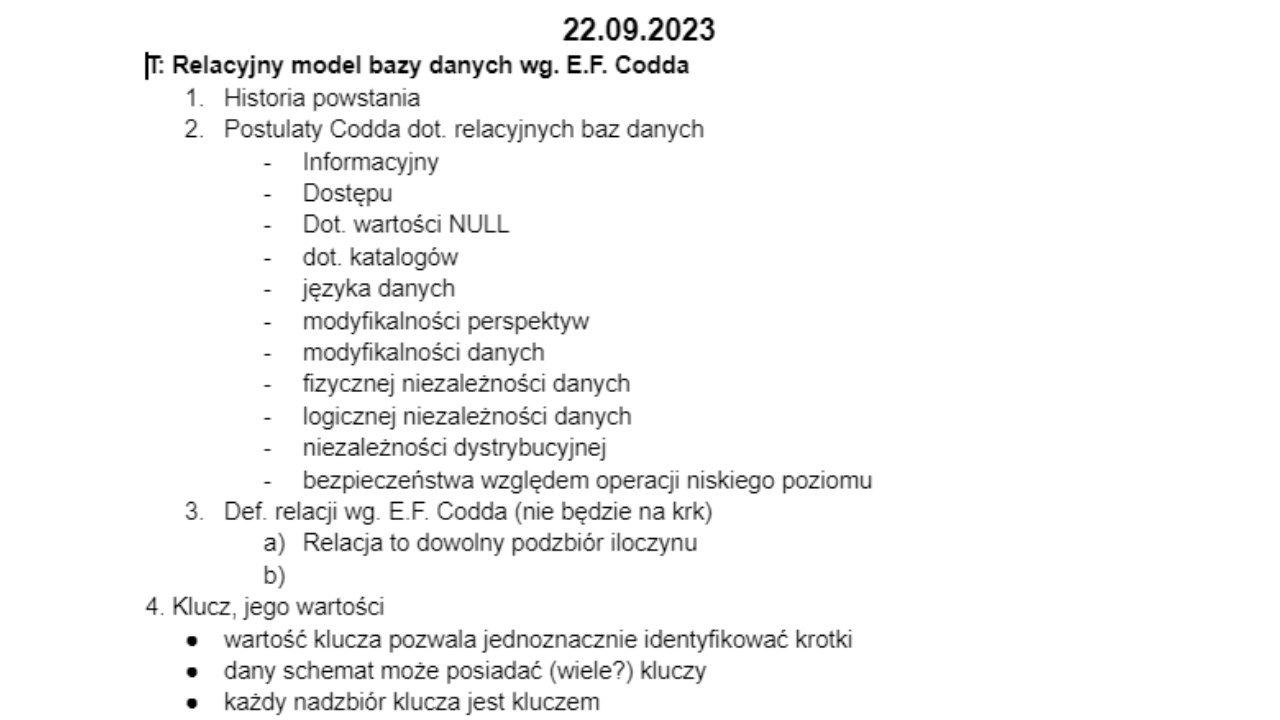 22.09.2023
T: Relacyjny model bazy danych wg. E.F. Codda
1. Historia powstania
2. Postulaty Codda dot. relacyjnych baz danych
- Informacyjny
- Dostępu
- Dot. wartości NULL
- dot. katalogów
- języka danych
- modyfikalności perspektyw
- modyfikalności danych
- fizycznej niezależności danych
- logicznej niezależności danych
- niezależności dystrybucyjnej
- bezpieczeństwa względem operacji niskiego poziomu
3. Def. relacji wg. E.F. Codda (nie będzie na krk)
a) Relacja to dowolny podzbiór iloczynu
b)
4. Klucz, jego wartości
● wartość klucza pozwala jednoznacznie identyfikować krotki
● dany schemat może posiadać (wiele?) kluczy
● każdy nadzbiór klucza jest kluczem